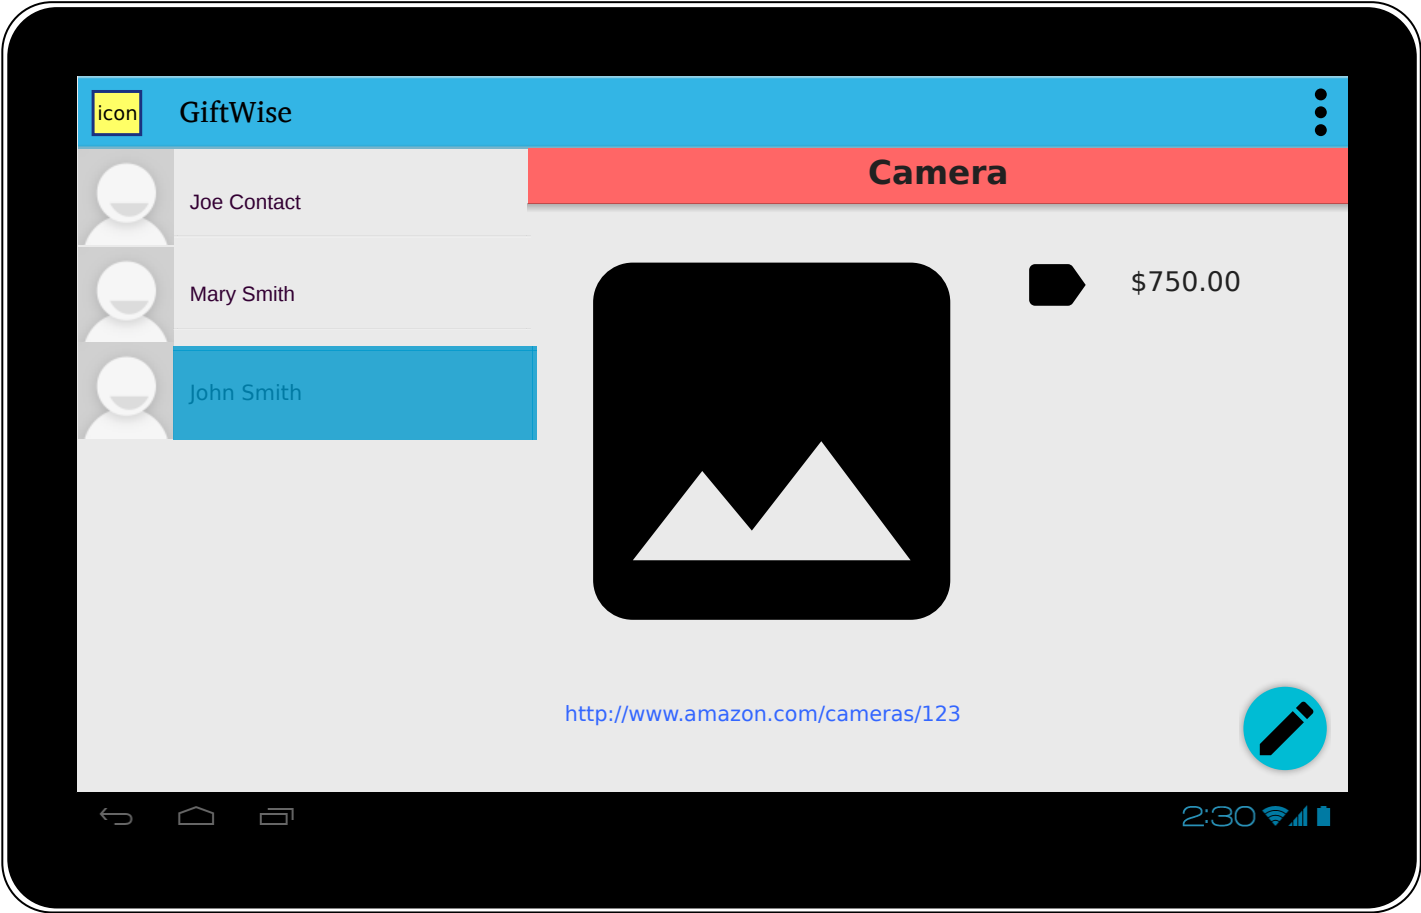 icon
GiftWise
Camera
Joe Contact
$750.00
Mary Smith
John Smith
http://www.amazon.com/cameras/123
2:30